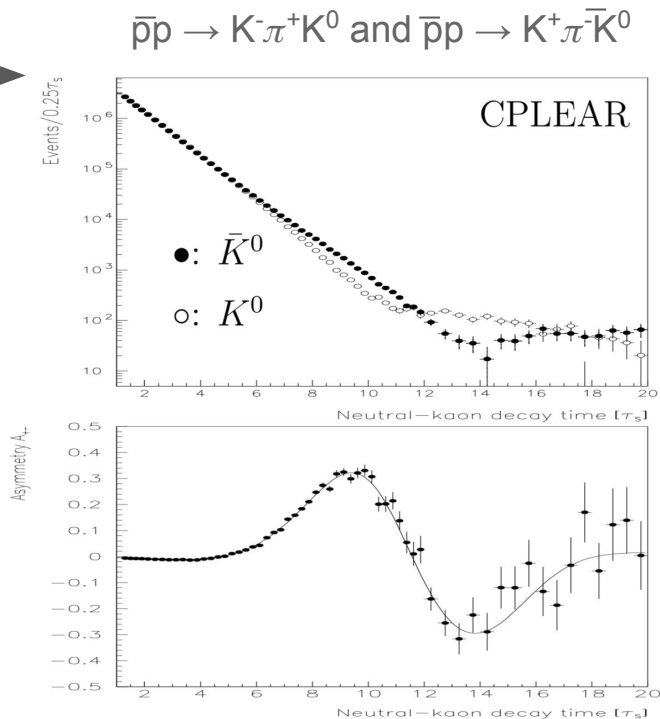 p̄p → K⁻π⁺K⁰ and p̄p → K⁺π⁻K̄⁰
Events/0.25τₛ
CPLEAR
10⁶
10⁵
10⁴
10³
10²
10
●: K̄⁰
○: K⁰
2 4 6 8 10 12 14 16 18 20
Neutral−kaon decay time [τₛ]
Asymmetry A₊₋
0.5
0.4
0.3
0.2
0.1
0
−0.1
−0.2
−0.3
−0.4
−0.5
2 4 6 8 10 12 14 16 18 20
Neutral−kaon decay time [τₛ]